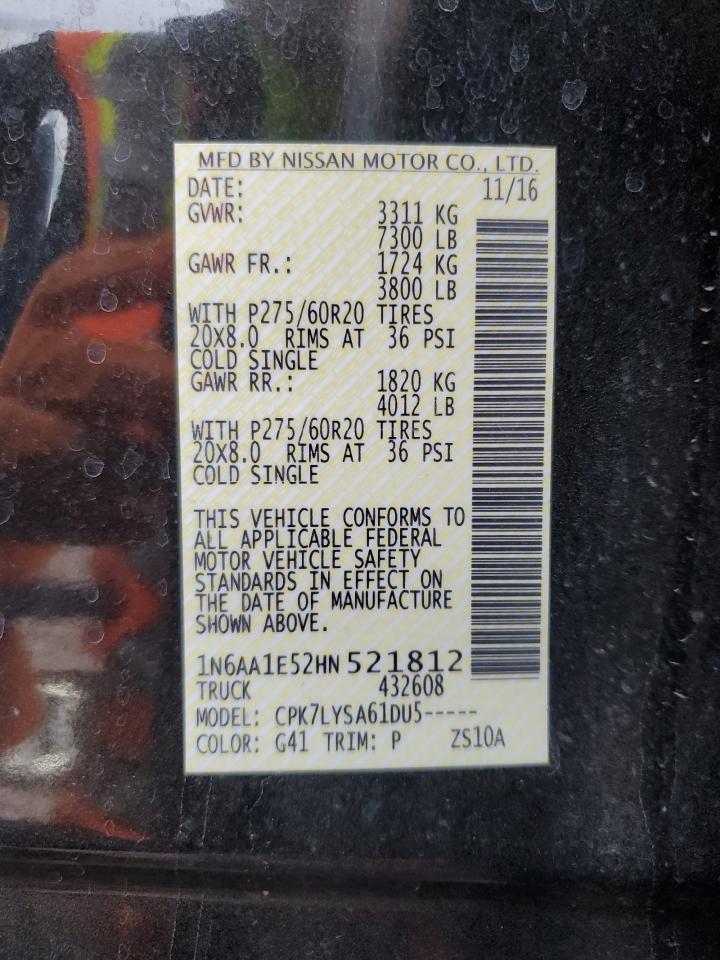 MFD BY NISSAN MOTOR CO., LTD.
DATE: 11/16
GVWR: 3311 KG
7300 LB
GAWR FR.: 1724 KG
3800 LB
WITH P275/60R20 TIRES
20X8.0 RIMS AT 36 PSI
COLD SINGLE
GAWR RR.: 1820 KG
4012 LB
WITH P275/60R20 TIRES
20X8.0 RIMS AT 36 PSI
COLD SINGLE
THIS VEHICLE CONFORMS TO
ALL APPLICABLE FEDERAL
MOTOR VEHICLE SAFETY
STANDARDS IN EFFECT ON
THE DATE OF MANUFACTURE
SHOWN ABOVE.
1N6AA1E52HN 521812
TRUCK 432608
MODEL: CPK7LYSA61DU5-----
COLOR: G41 TRIM: P ZS10A